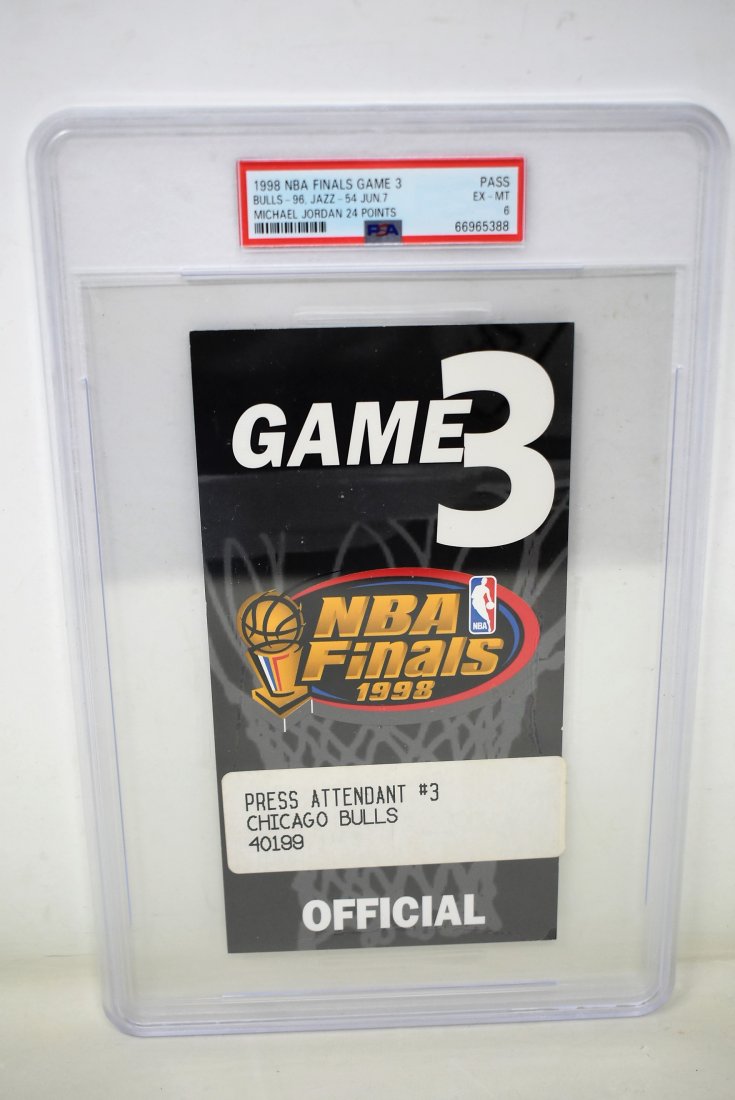 1998 NBA FINALS GAME 3 PASS
BULLS - 96, JAZZ - 54 JUN.7 EX - MT
MICHAEL JORDAN 24 POINTS 6
PSA 66965388
GAME 3
NBA
NBA
Finals
1998
PRESS ATTENDANT #3
CHICAGO BULLS
40199
OFFICIAL